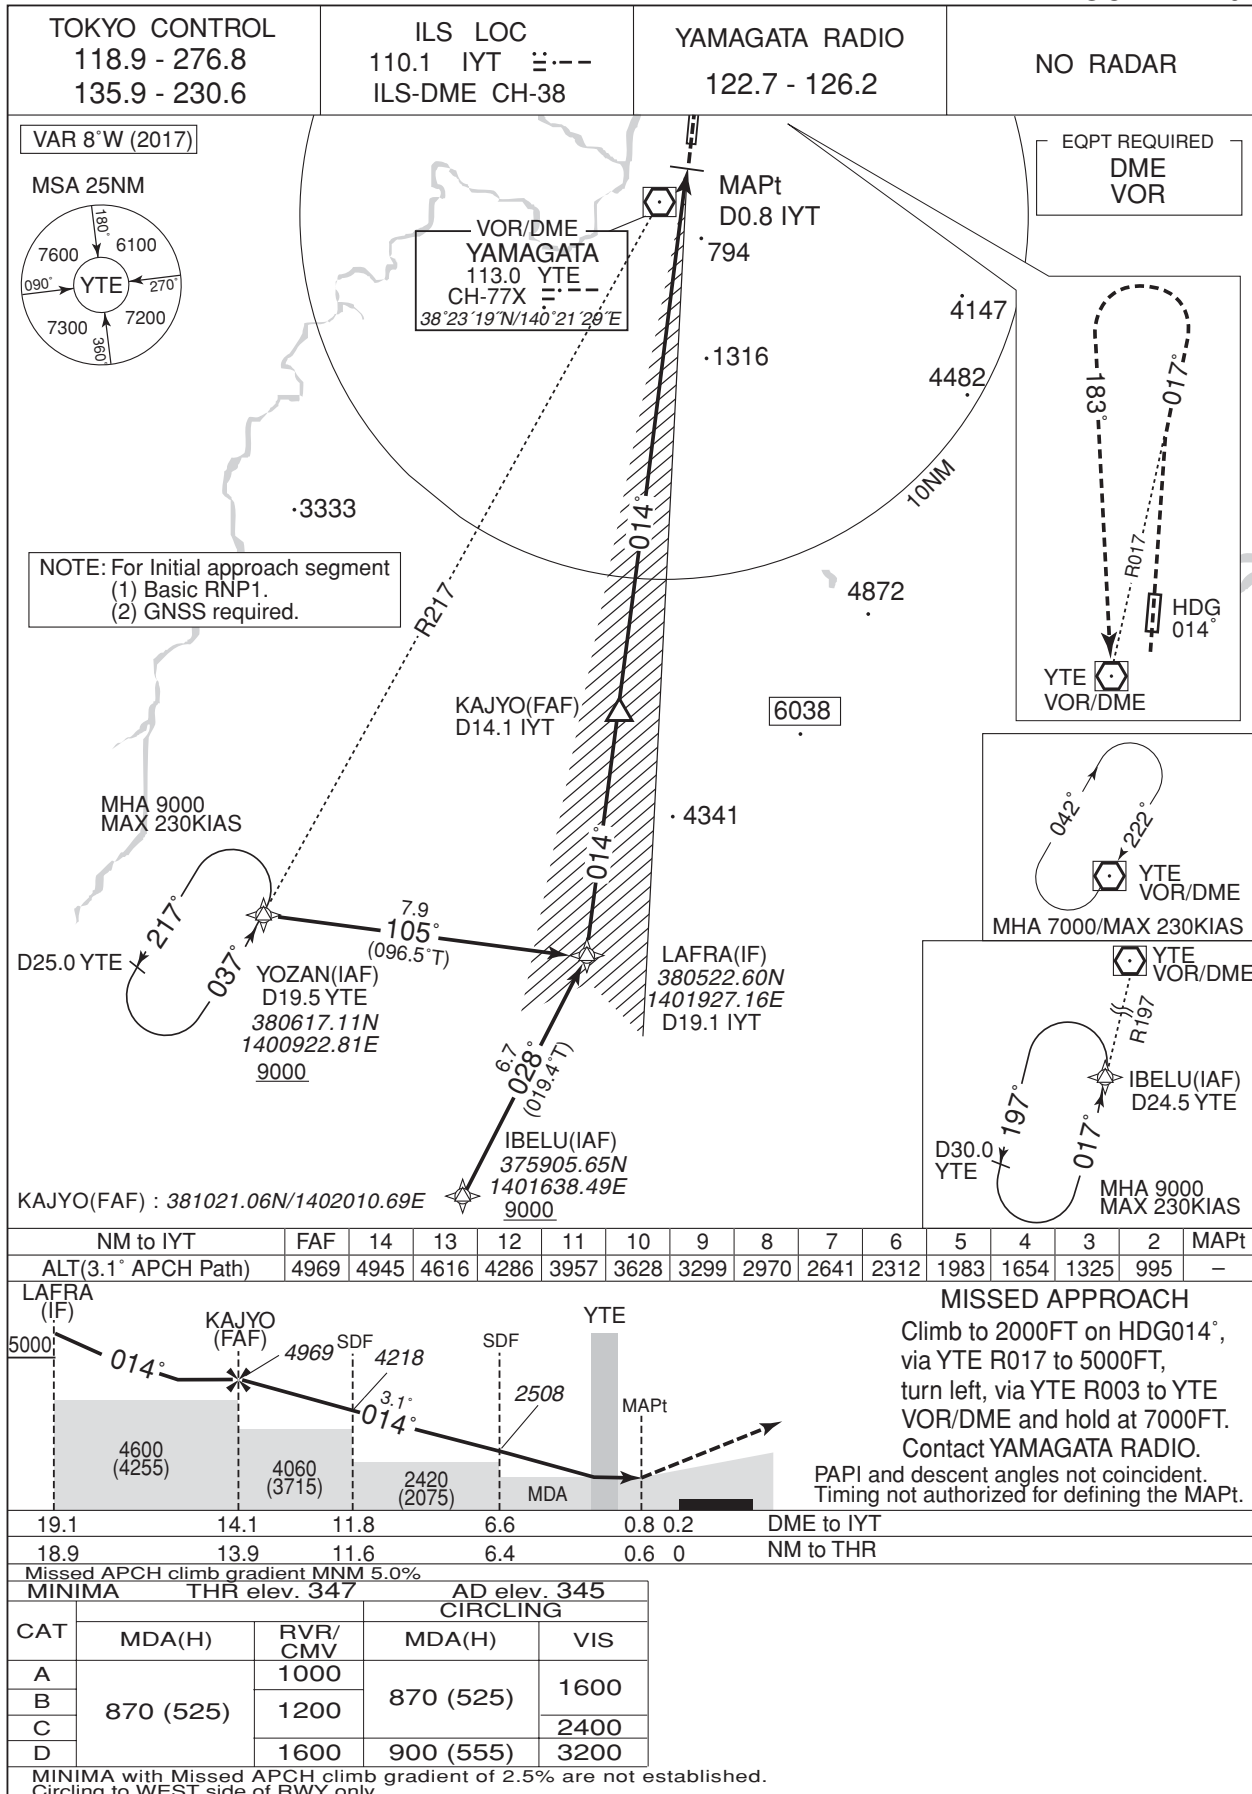 TOKYO CONTROL
118.9 - 276.8
135.9 - 230.6
ILS LOC
110.1 IYT
ILS-DME CH-38
YAMAGATA RADIO
122.7 - 126.2
NO RADAR
VAR 8°W (2017)
MSA 25NM
180°
7600
6100
090°
YTE
270°
7300
7200
360°
EQPT REQUIRED
DME
VOR
MAPt
D0.8 IYT
VOR/DME
YAMAGATA
113.0 YTE
CH-77X
38°23´19˝N/140°21´29˝E
794
4147
1316
4482
10NM
3333
014°
R217
4872
NOTE: For Initial approach segment
(1) Basic RNP1.
(2) GNSS required.
183°
017°
R017
HDG
014°
YTE
VOR/DME
KAJYO(FAF)
D14.1 IYT
6038
4341
014°
MHA 9000
MAX 230KIAS
217°
037°
D25.0 YTE
7.9
105°
(096.5°T)
YOZAN(IAF)
D19.5 YTE
380617.11N
1400922.81E
9000
LAFRA(IF)
380522.60N
1401927.16E
D19.1 IYT
6.7
028°
(019.4°T)
IBELU(IAF)
375905.65N
1401638.49E
9000
042°
222°
YTE
VOR/DME
MHA 7000/MAX 230KIAS
YTE
VOR/DME
R197
IBELU(IAF)
D24.5 YTE
197°
017°
D30.0
YTE
MHA 9000
MAX 230KIAS
KAJYO(FAF) : 381021.06N/1402010.69E
NM to IYT FAF 14 13 12 11 10 9 8 7 6 5 4 3 2 MAPt
ALT(3.1° APCH Path) 4969 4945 4616 4286 3957 3628 3299 2970 2641 2312 1983 1654 1325 995 –
LAFRA
(IF)
5000
014°
KAJYO
(FAF)
4969
SDF
4218
3.1°
014°
SDF
2508
YTE
MAPt
4600
(4255)
4060
(3715)
2420
(2075)
MDA
MISSED APPROACH
Climb to 2000FT on HDG014°,
via YTE R017 to 5000FT,
turn left, via YTE R003 to YTE
VOR/DME and hold at 7000FT.
Contact YAMAGATA RADIO.
PAPI and descent angles not coincident.
Timing not authorized for defining the MAPt.
19.1 14.1 11.8 6.6 0.8 0.2 DME to IYT
18.9 13.9 11.6 6.4 0.6 0 NM to THR
Missed APCH climb gradient MNM 5.0%
MINIMA THR elev. 347 AD elev. 345
CIRCLING
CAT MDA(H) RVR/CMV MDA(H) VIS
A 870 (525) 1000 870 (525) 1600
B 1200
C 2400
D 1600 900 (555) 3200
MINIMA with Missed APCH climb gradient of 2.5% are not established.
Circling to WEST side of RWY only